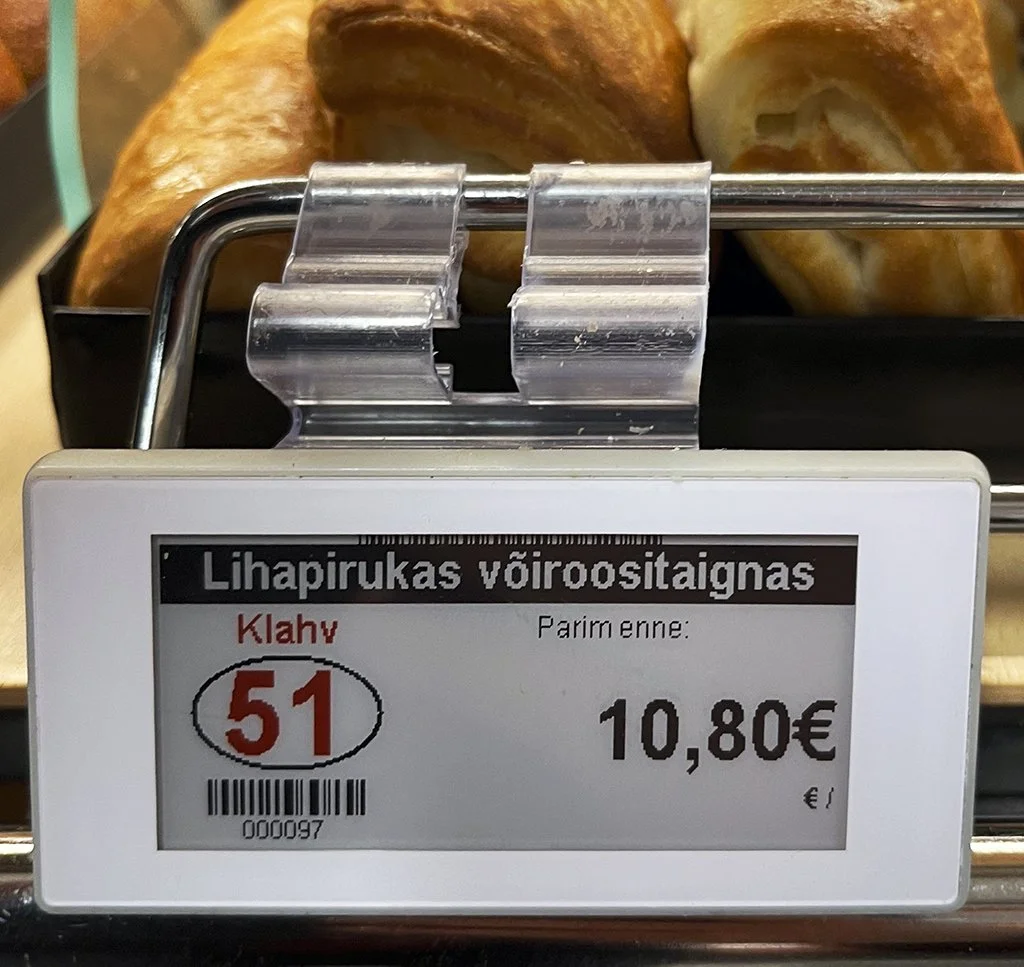 Lihapirukas võiroositaignas
Klahv
Parim enne:
51
10,80€
€ /
000097